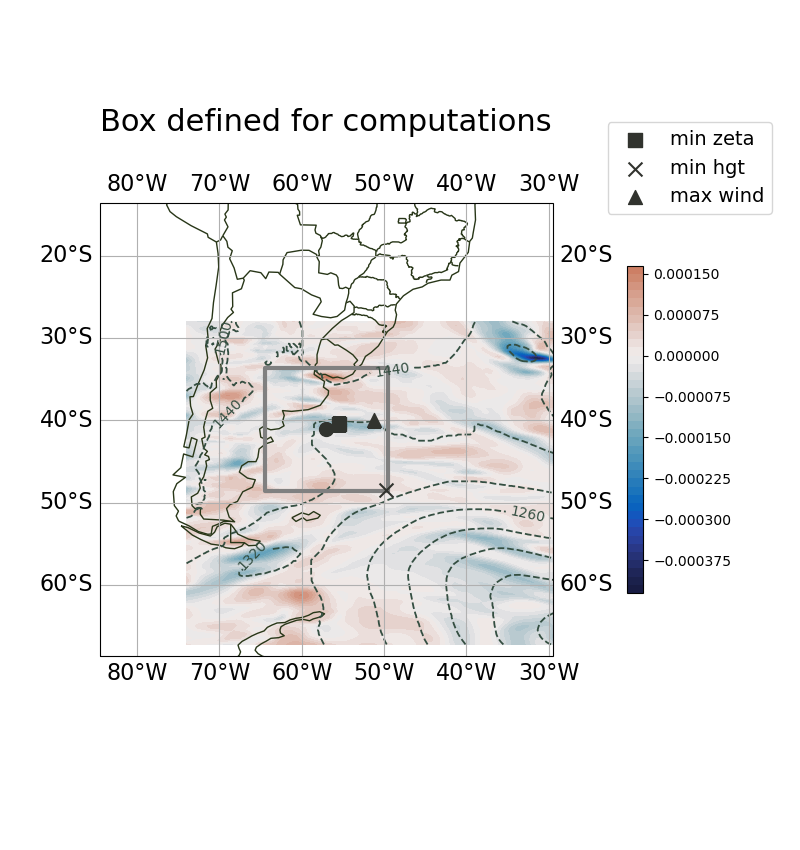 Box defined for computations
min zeta
min hgt
max wind
80°W 70°W 60°W 50°W 40°W 30°W
20°S 20°S
30°S 30°S
40°S 40°S
50°S 50°S
60°S 60°S
80°W 70°W 60°W 50°W 40°W 30°W
1440
1440
1260
1320
0.000150
0.000075
0.000000
−0.000075
−0.000150
−0.000225
−0.000300
−0.000375